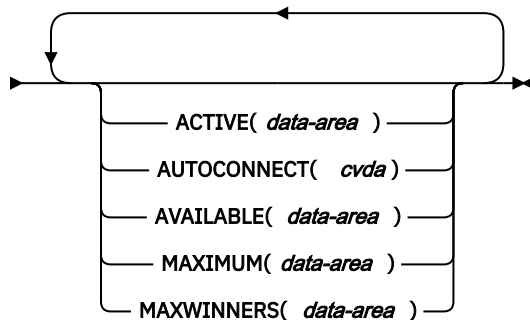 ACTIVE( data-area )
AUTOCONNECT( cvda )
AVAILABLE( data-area )
MAXIMUM( data-area )
MAXWINNERS( data-area )